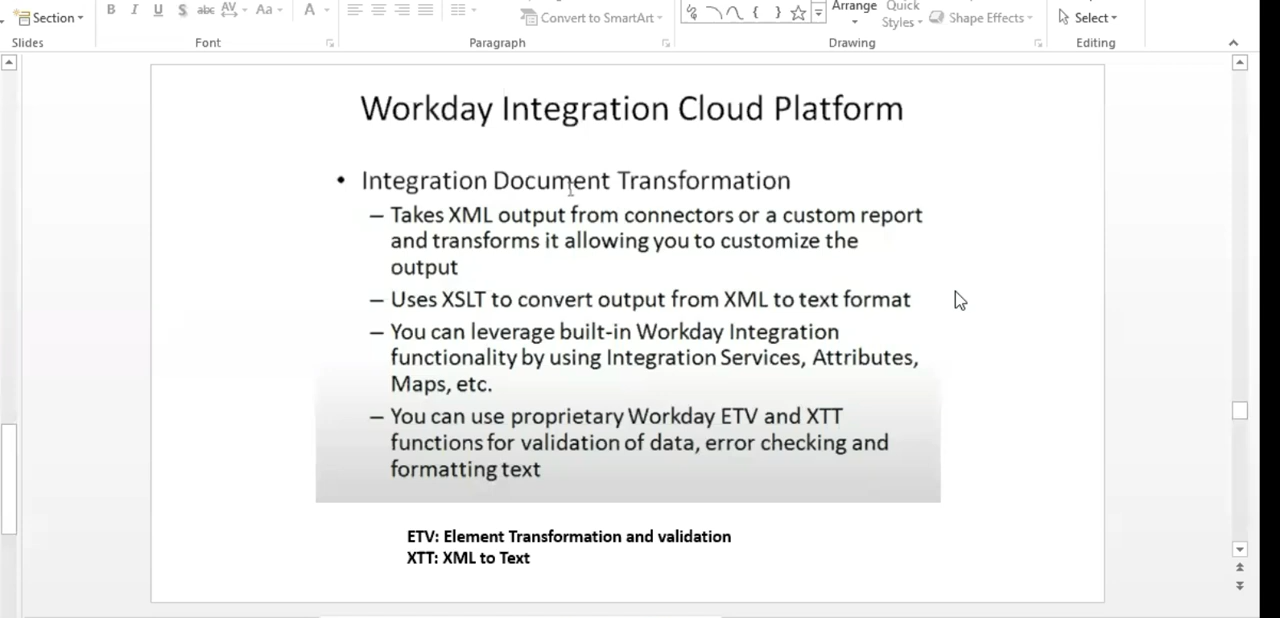 Section
B I U S abc AV Aa A
Convert to SmartArt
Arrange
Quick
Styles
Shape Effects
Select
Slides
Font
Paragraph
Drawing
Editing
Workday Integration Cloud Platform
• Integration Document Transformation
– Takes XML output from connectors or a custom report
and transforms it allowing you to customize the
output
– Uses XSLT to convert output from XML to text format
– You can leverage built-in Workday Integration
functionality by using Integration Services, Attributes,
Maps, etc.
– You can use proprietary Workday ETV and XTT
functions for validation of data, error checking and
formatting text
ETV: Element Transformation and validation
XTT: XML to Text